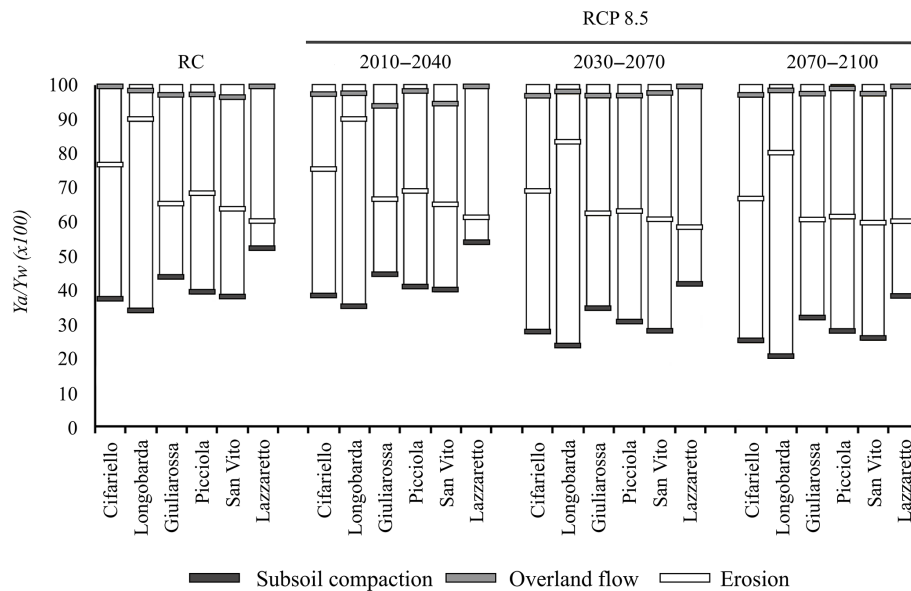 RCP 8.5
RC
2010–2040
2030–2070
2070–2100
Ya/Yw (x100)
100
90
80
70
60
50
40
30
20
10
0
Cifariello
Longobarda
Giuliarossa
Picciola
San Vito
Lazzaretto
Cifariello
Longobarda
Giuliarossa
Picciola
San Vito
Lazzaretto
Cifariello
Longobarda
Giuliarossa
Picciola
San Vito
Lazzaretto
Cifariello
Longobarda
Giuliarossa
Picciola
San Vito
Lazzaretto
Subsoil compaction
Overland flow
Erosion